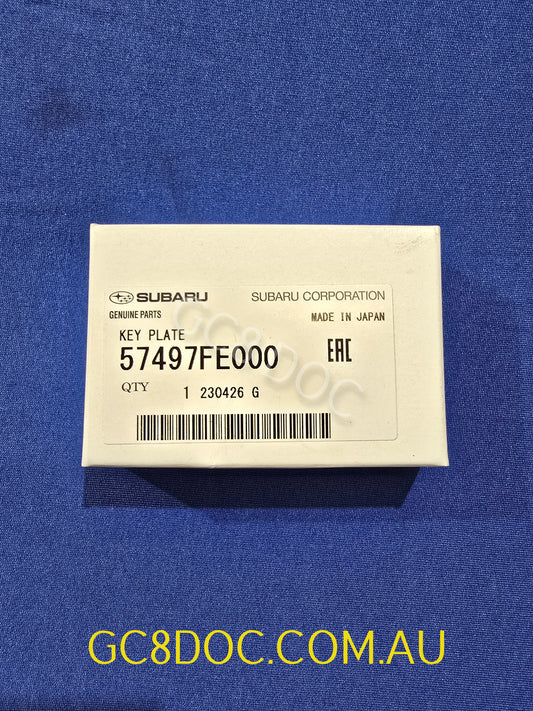 SUBARU SUBARU CORPORATION
GENUINE PARTS MADE IN JAPAN
KEY PLATE
57497FE000 EAC
QTY 1 230426 G
GC8DOC
GC8DOC.COM.AU